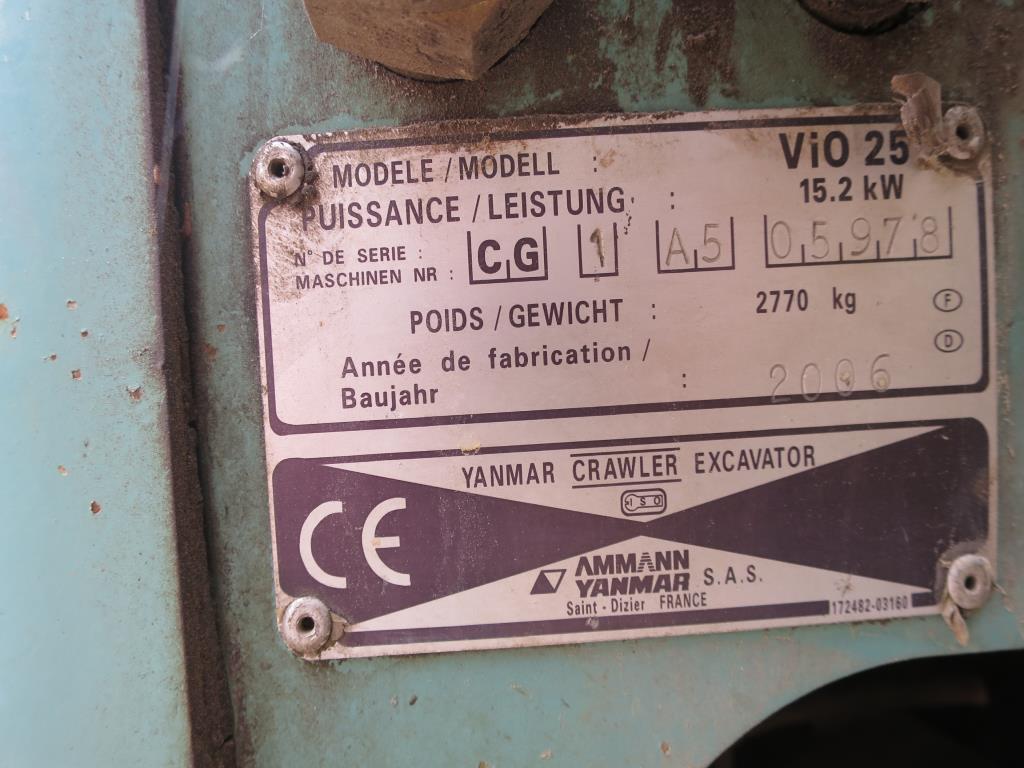 MODELE / MODELL : ViO 25
PUISSANCE / LEISTUNG : 15.2 kW
N° DE SERIE :
MASCHINEN NR : CG 1 A5 05978
POIDS / GEWICHT : 2770 kg F
D
Année de fabrication /
Baujahr : 2006
YANMAR CRAWLER EXCAVATOR
ISO
CE
AMMANN
YANMAR S.A.S.
Saint - Dizier FRANCE
172482-03160